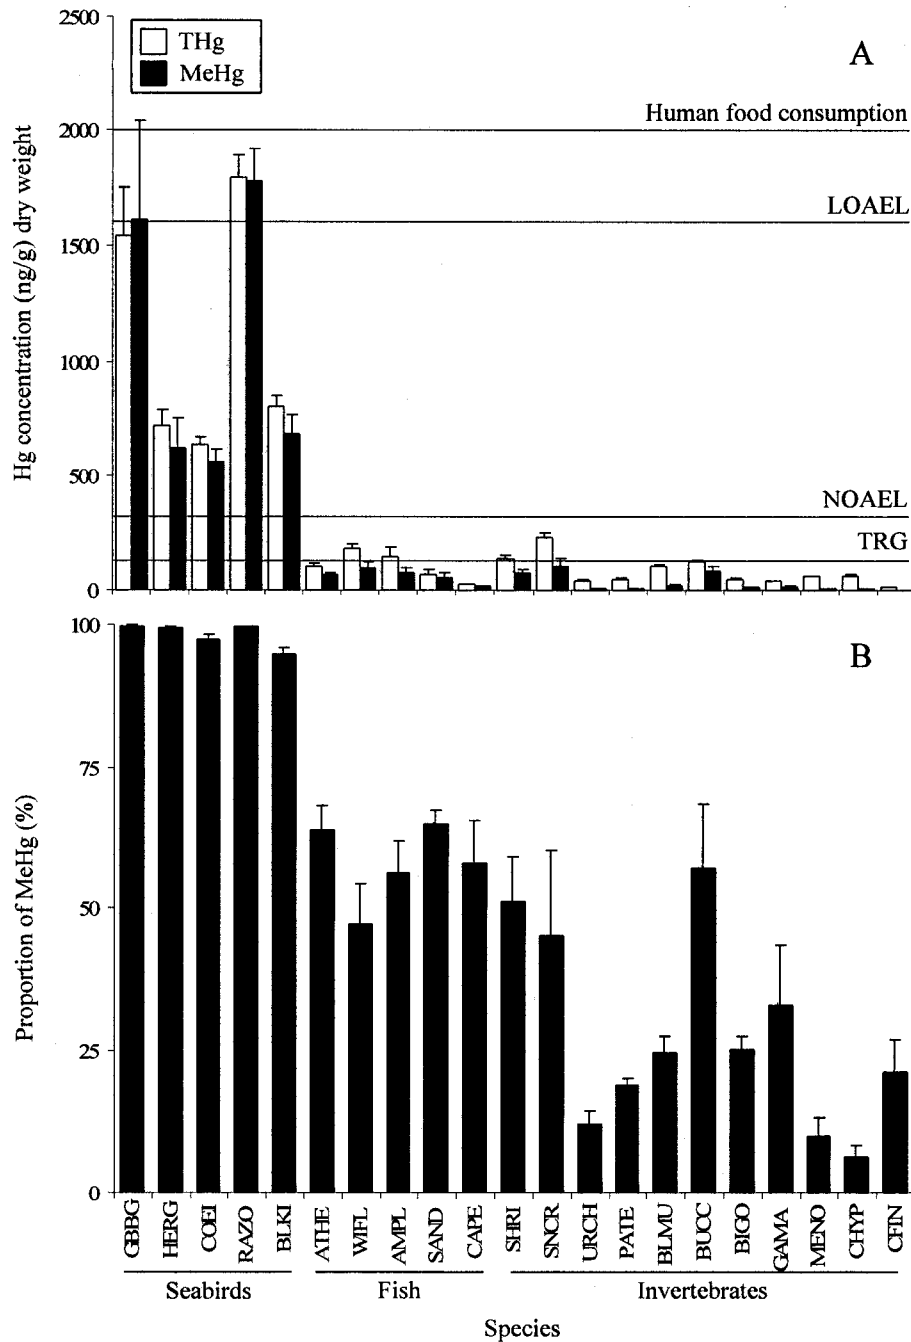 2500
THg
MeHg
A
Human food consumption
2000
LOAEL
1500
1000
500
NOAEL
TRG
0
Hg concentration (ng/g) dry weight
100
B
75
50
25
0
Proportion of MeHg (%)
GBBG HERG COEI RAZO BLKI ATHE WIFL AMPL SAND CAPE SHRI SNCR URCH PATE BLMU BUCC BIGO GAMA MENO CHYP CFIN
Seabirds Fish Invertebrates
Species